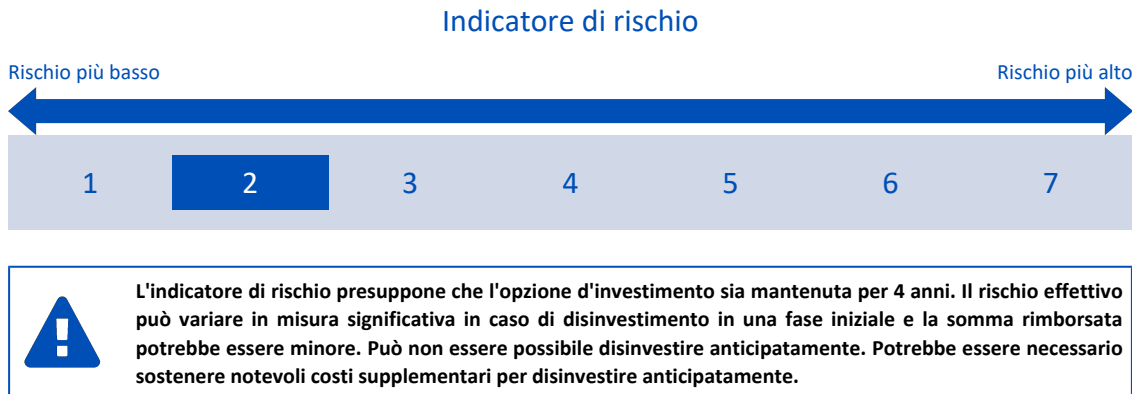 Indicatore di rischio
Rischio più basso Rischio più alto
1 2 3 4 5 6 7
L'indicatore di rischio presuppone che l'opzione d'investimento sia mantenuta per 4 anni. Il rischio effettivo
può variare in misura significativa in caso di disinvestimento in una fase iniziale e la somma rimborsata
potrebbe essere minore. Può non essere possibile disinvestire anticipatamente. Potrebbe essere necessario
sostenere notevoli costi supplementari per disinvestire anticipatamente.